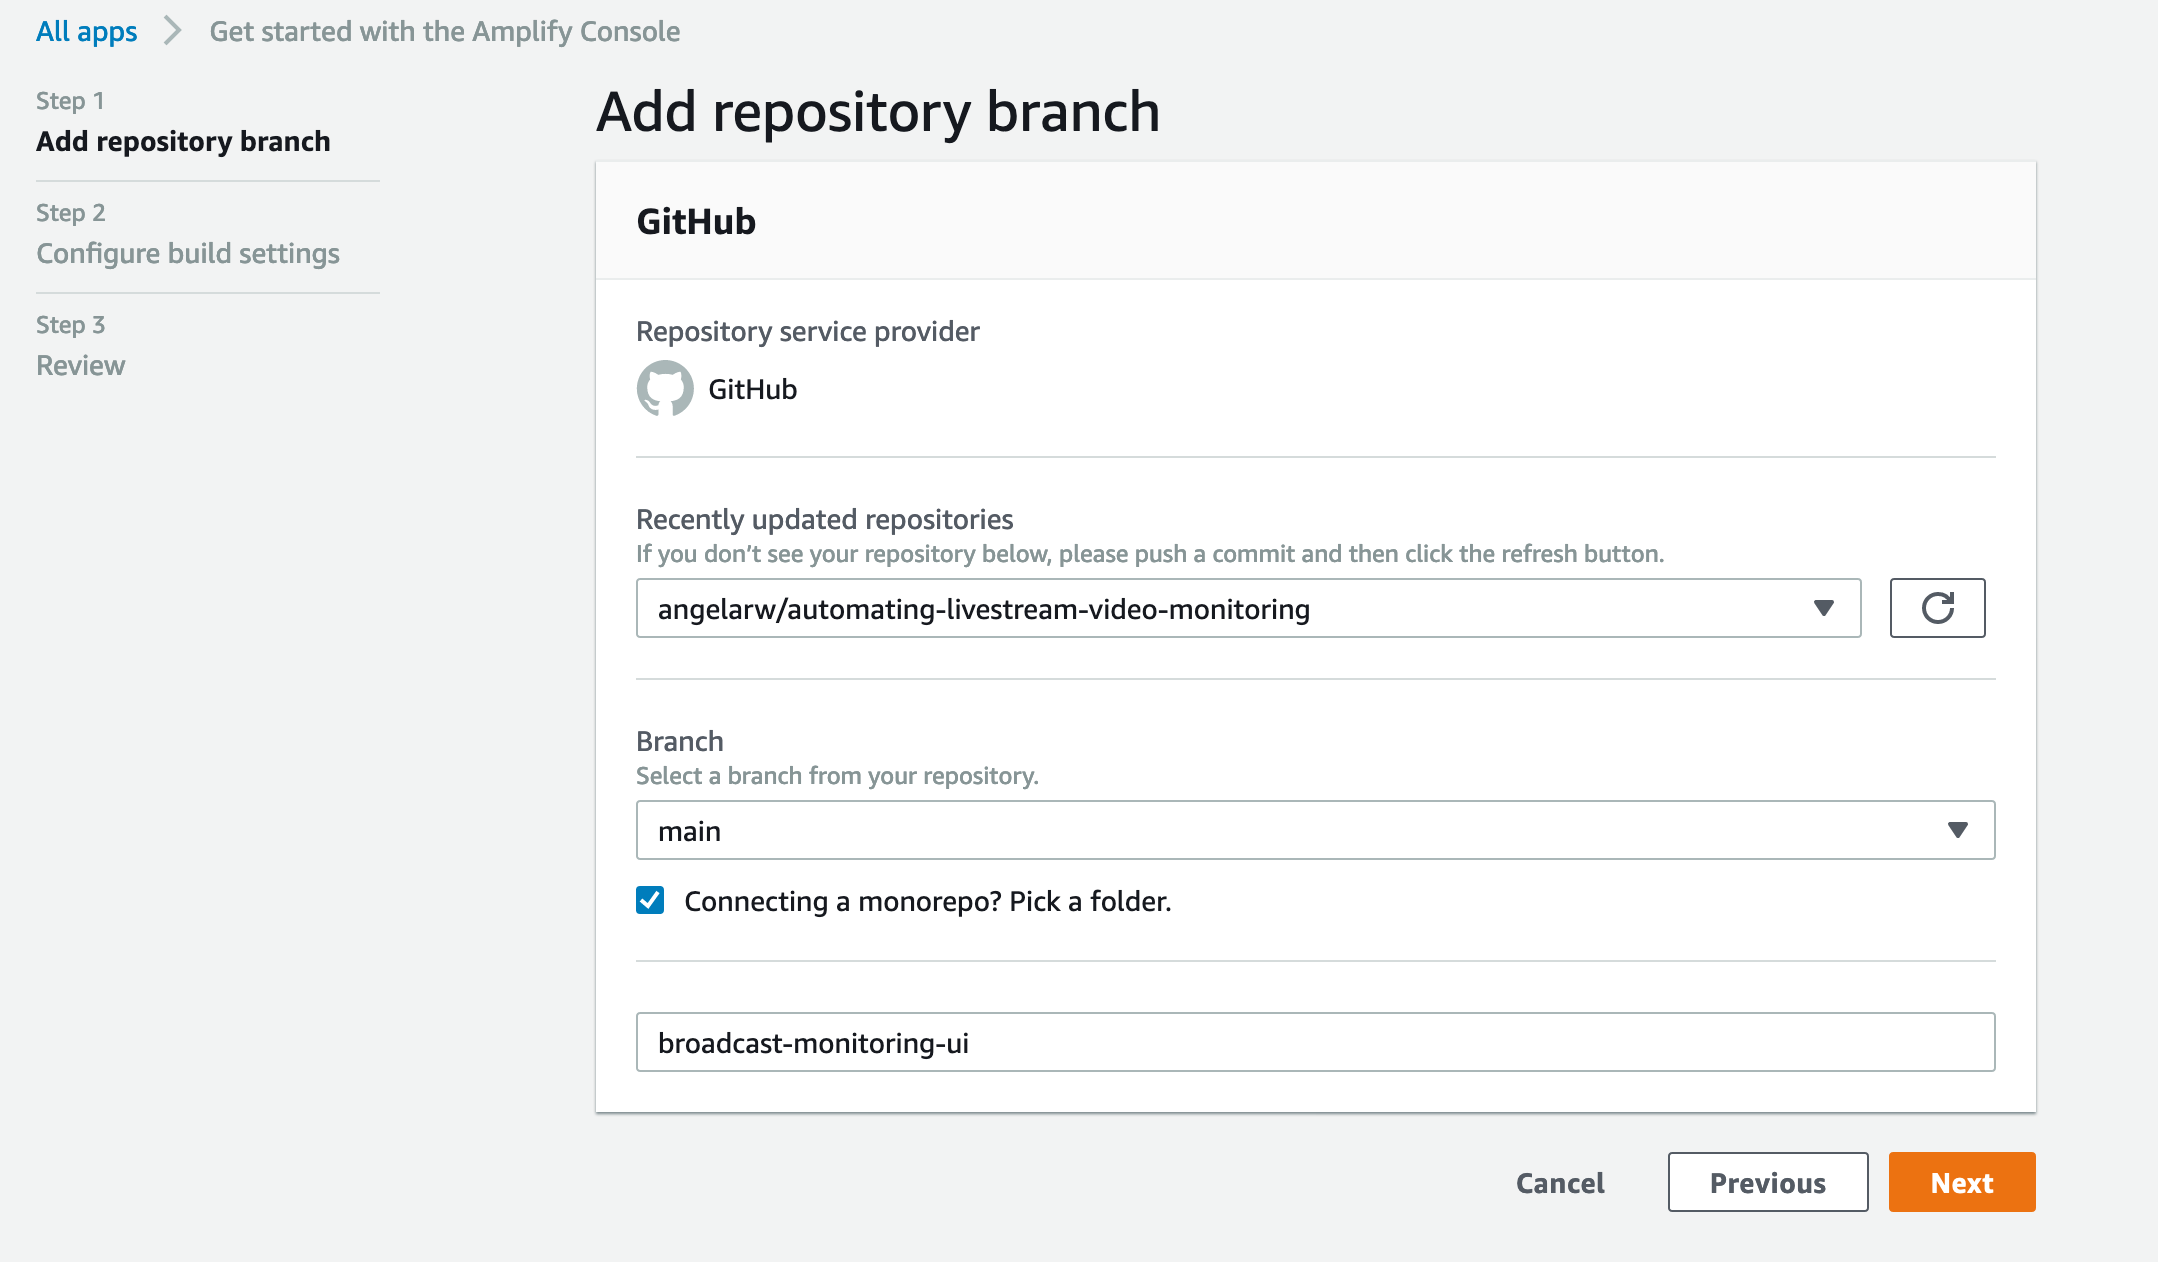 All apps
Get started with the Amplify Console
Step 1
Add repository branch
Step 2
Configure build settings
Step 3
Review
Add repository branch
GitHub
Repository service provider
GitHub
Recently updated repositories
If you don’t see your repository below, please push a commit and then click the refresh button.
angelarw/automating-livestream-video-monitoring
Branch
Select a branch from your repository.
main
Connecting a monorepo? Pick a folder.
broadcast-monitoring-ui
Cancel
Previous
Next